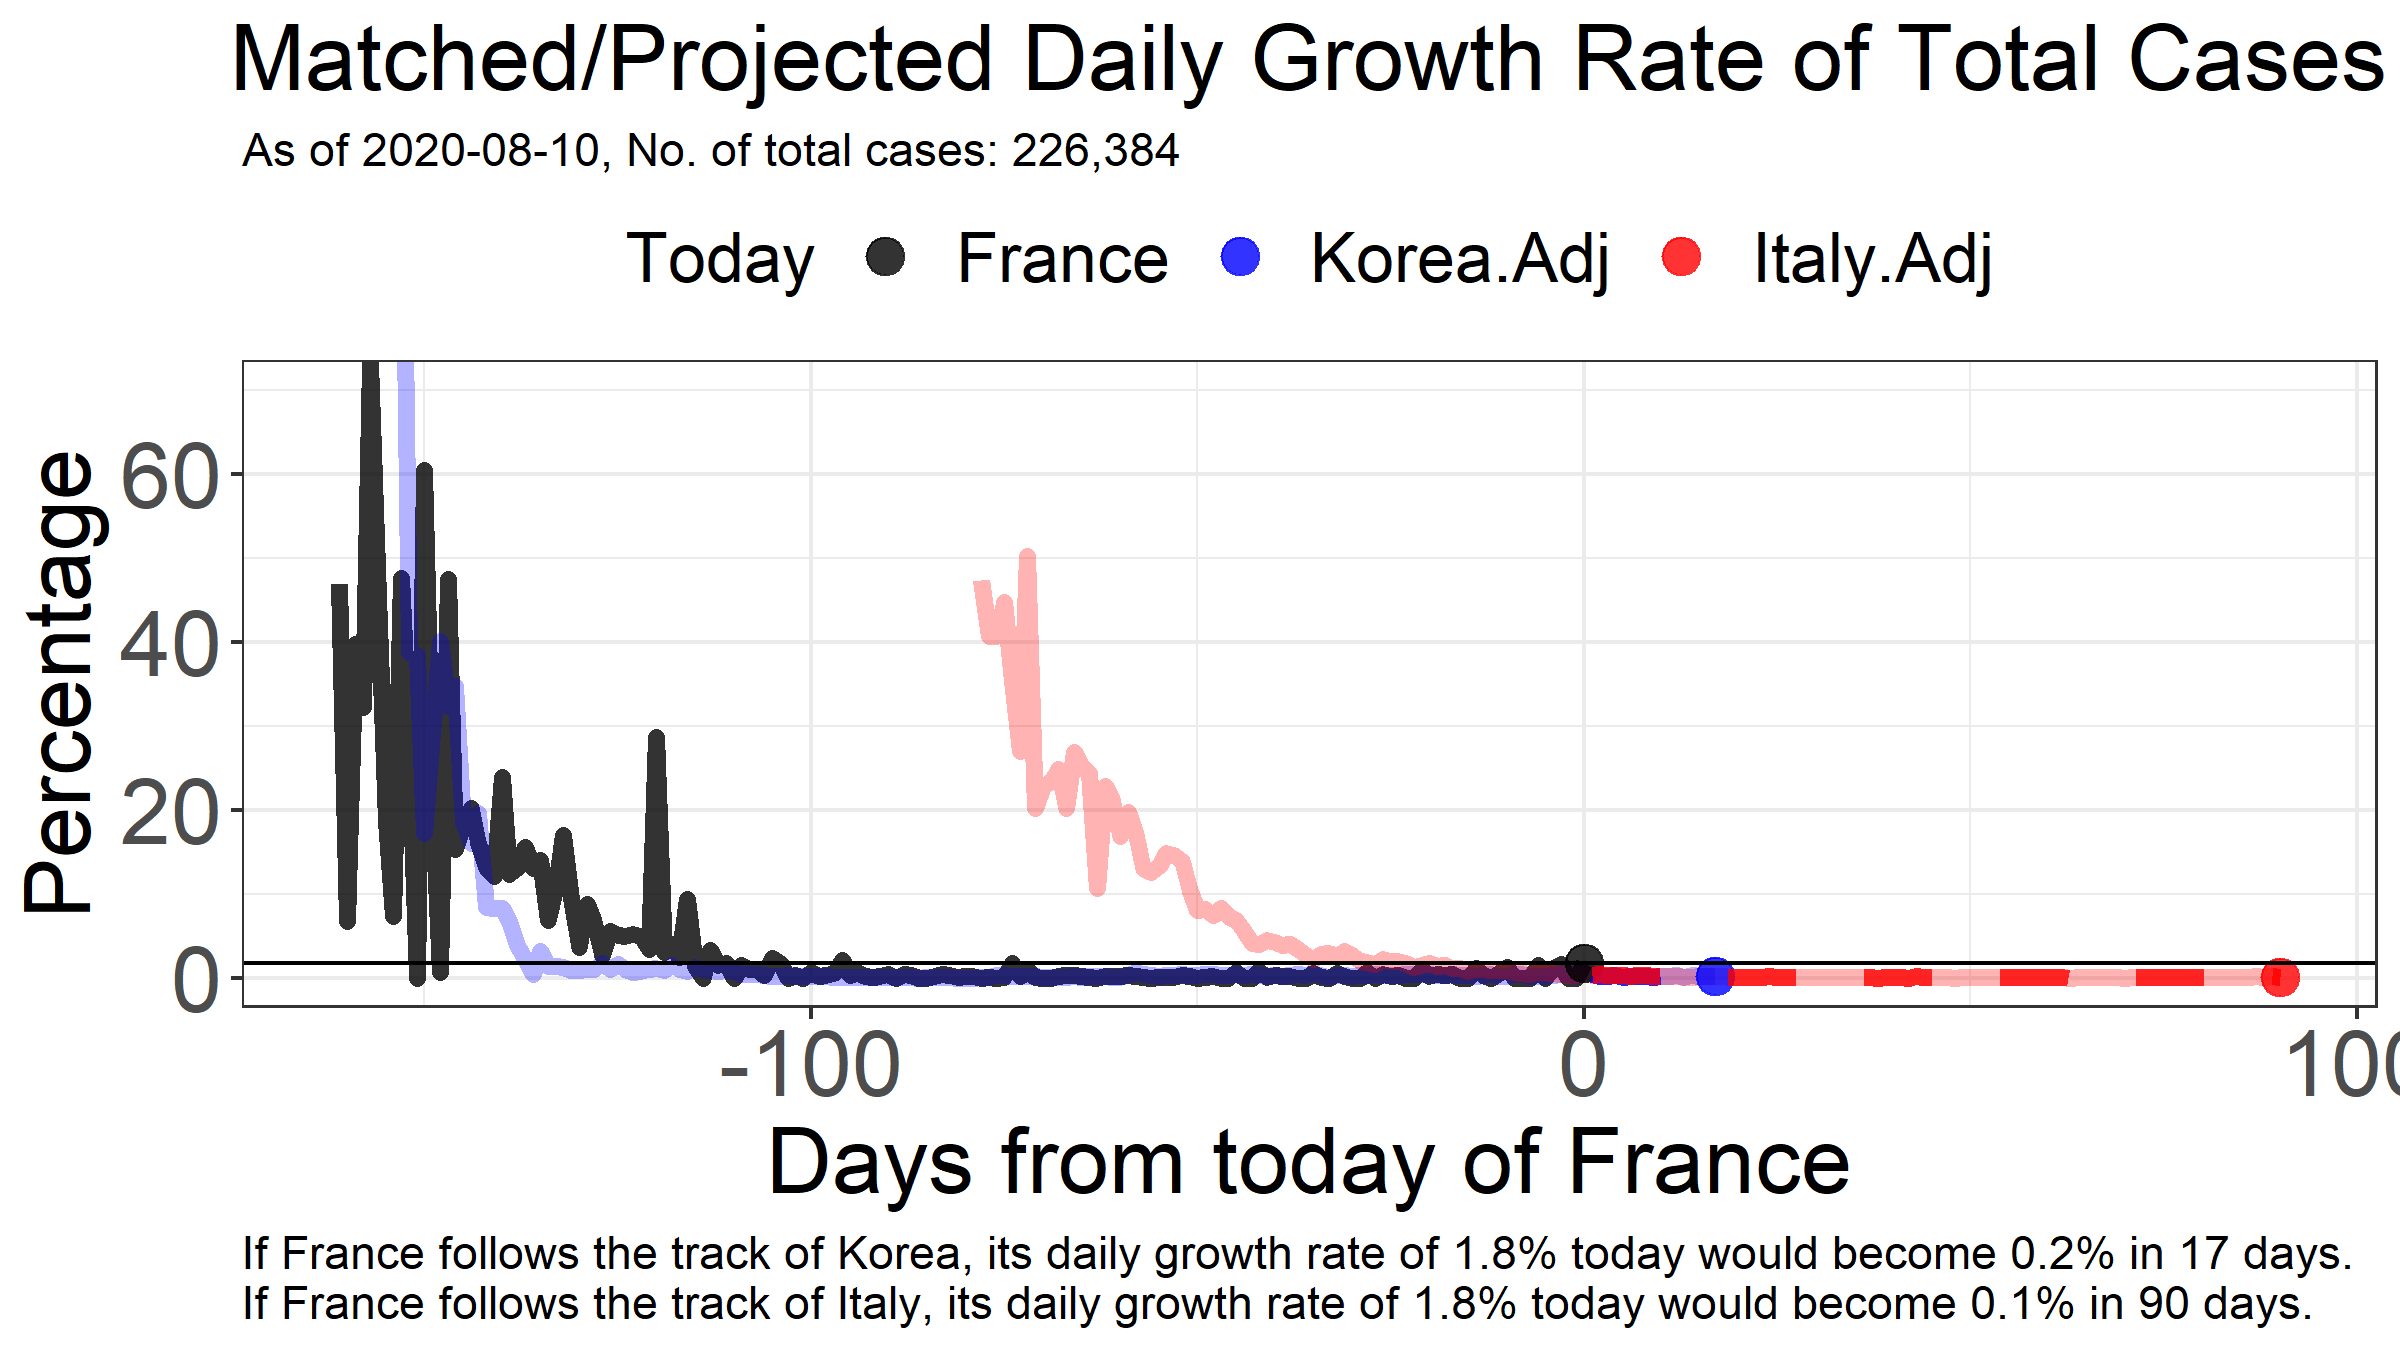 Matched/Projected Daily Growth Rate of Total Cases
As of 2020-08-10, No. of total cases: 226,384
Today France Korea.Adj Italy.Adj
Percentage
60
40
20
0
-100 0 100
Days from today of France
If France follows the track of Korea, its daily growth rate of 1.8% today would become 0.2% in 17 days.
If France follows the track of Italy, its daily growth rate of 1.8% today would become 0.1% in 90 days.